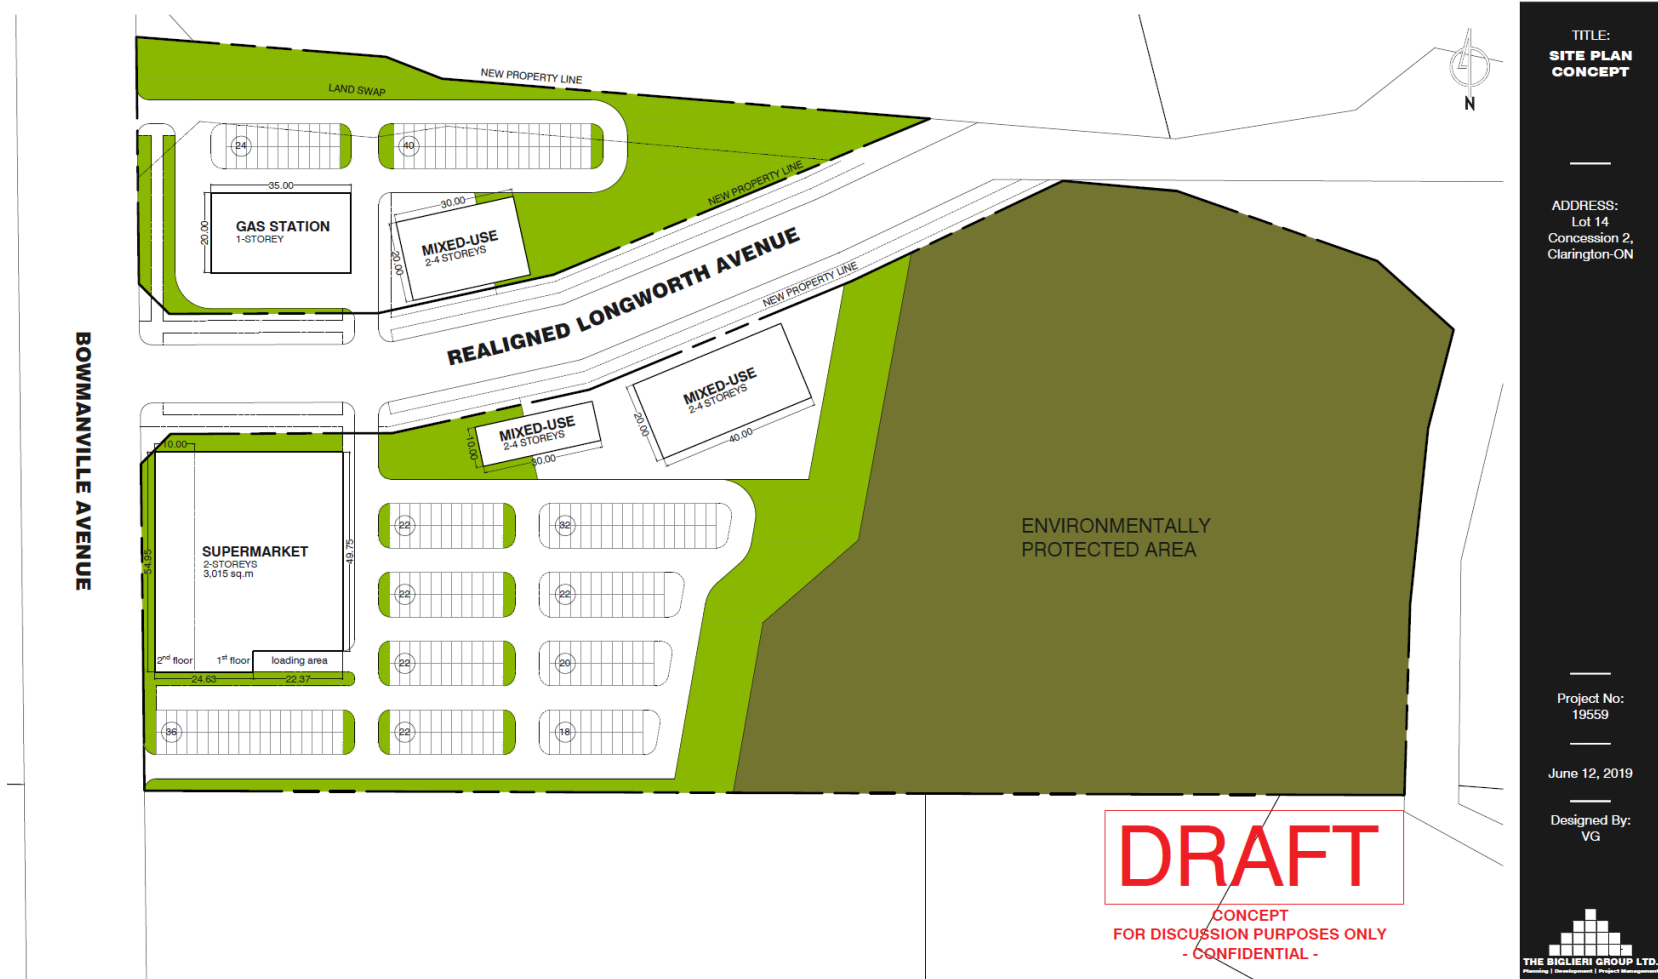 NEW PROPERTY LINE
LAND SWAP
24
40
35.00
20.00
GAS STATION
1-STOREY
30.00
20.00
MIXED-USE
2-4 STOREYS
NEW PROPERTY LINE
REALIGNED LONGWORTH AVENUE
NEW PROPERTY LINE
BOWMANVILLE AVENUE
MIXED-USE
2-4 STOREYS
20.00
40.00
MIXED-USE
2-4 STOREYS
10.00
30.00
10.00
54.95
49.75
SUPERMARKET
2-STOREYS
3,015 sq.m
2nd floor
1st floor
loading area
24.63
22.37
22
32
22
22
22
20
36
22
18
ENVIRONMENTALLY
PROTECTED AREA
N
DRAFT
CONCEPT
FOR DISCUSSION PURPOSES ONLY
- CONFIDENTIAL -
TITLE:
SITE PLAN
CONCEPT
ADDRESS:
Lot 14
Concession 2,
Clarington-ON
Project No:
19559
June 12, 2019
Designed By:
VG
THE BIGLIERI GROUP LTD.
Planning | Development | Project Management